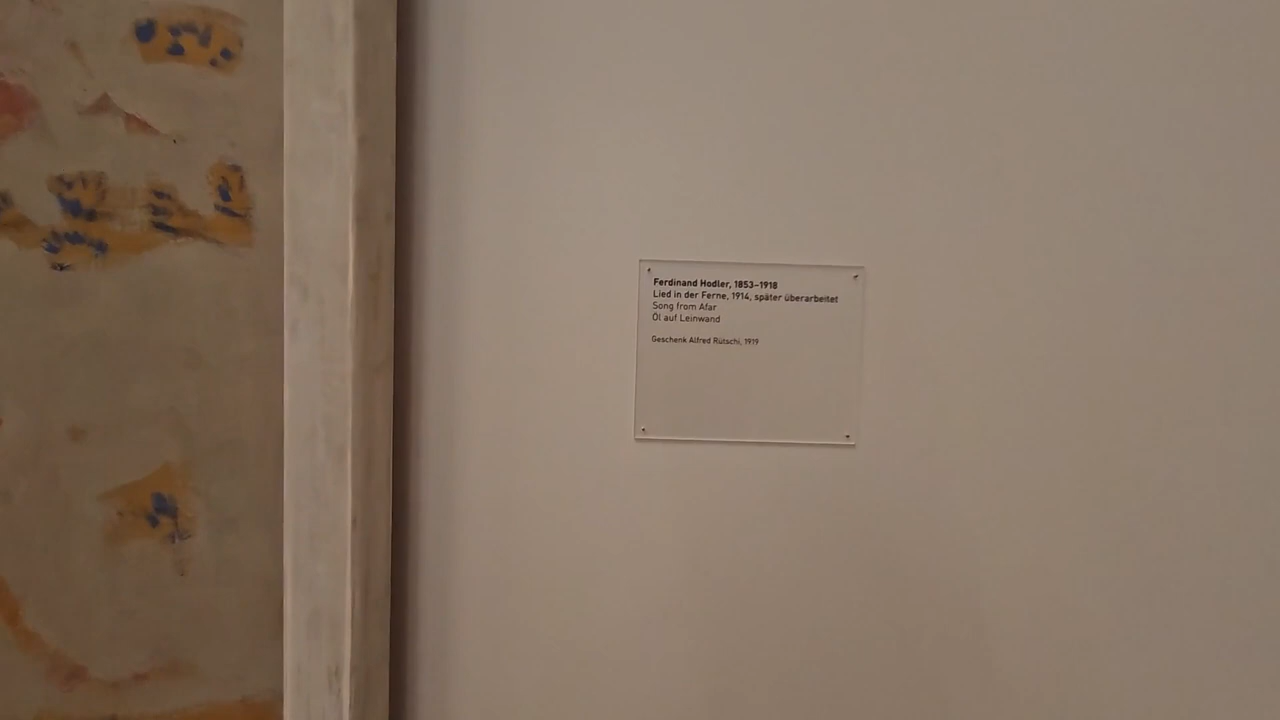 Ferdinand Hodler, 1853–1918
Lied in der Ferne, 1914, später überarbeitet
Song from Afar
Öl auf Leinwand
Geschenk Alfred Rütschi, 1919